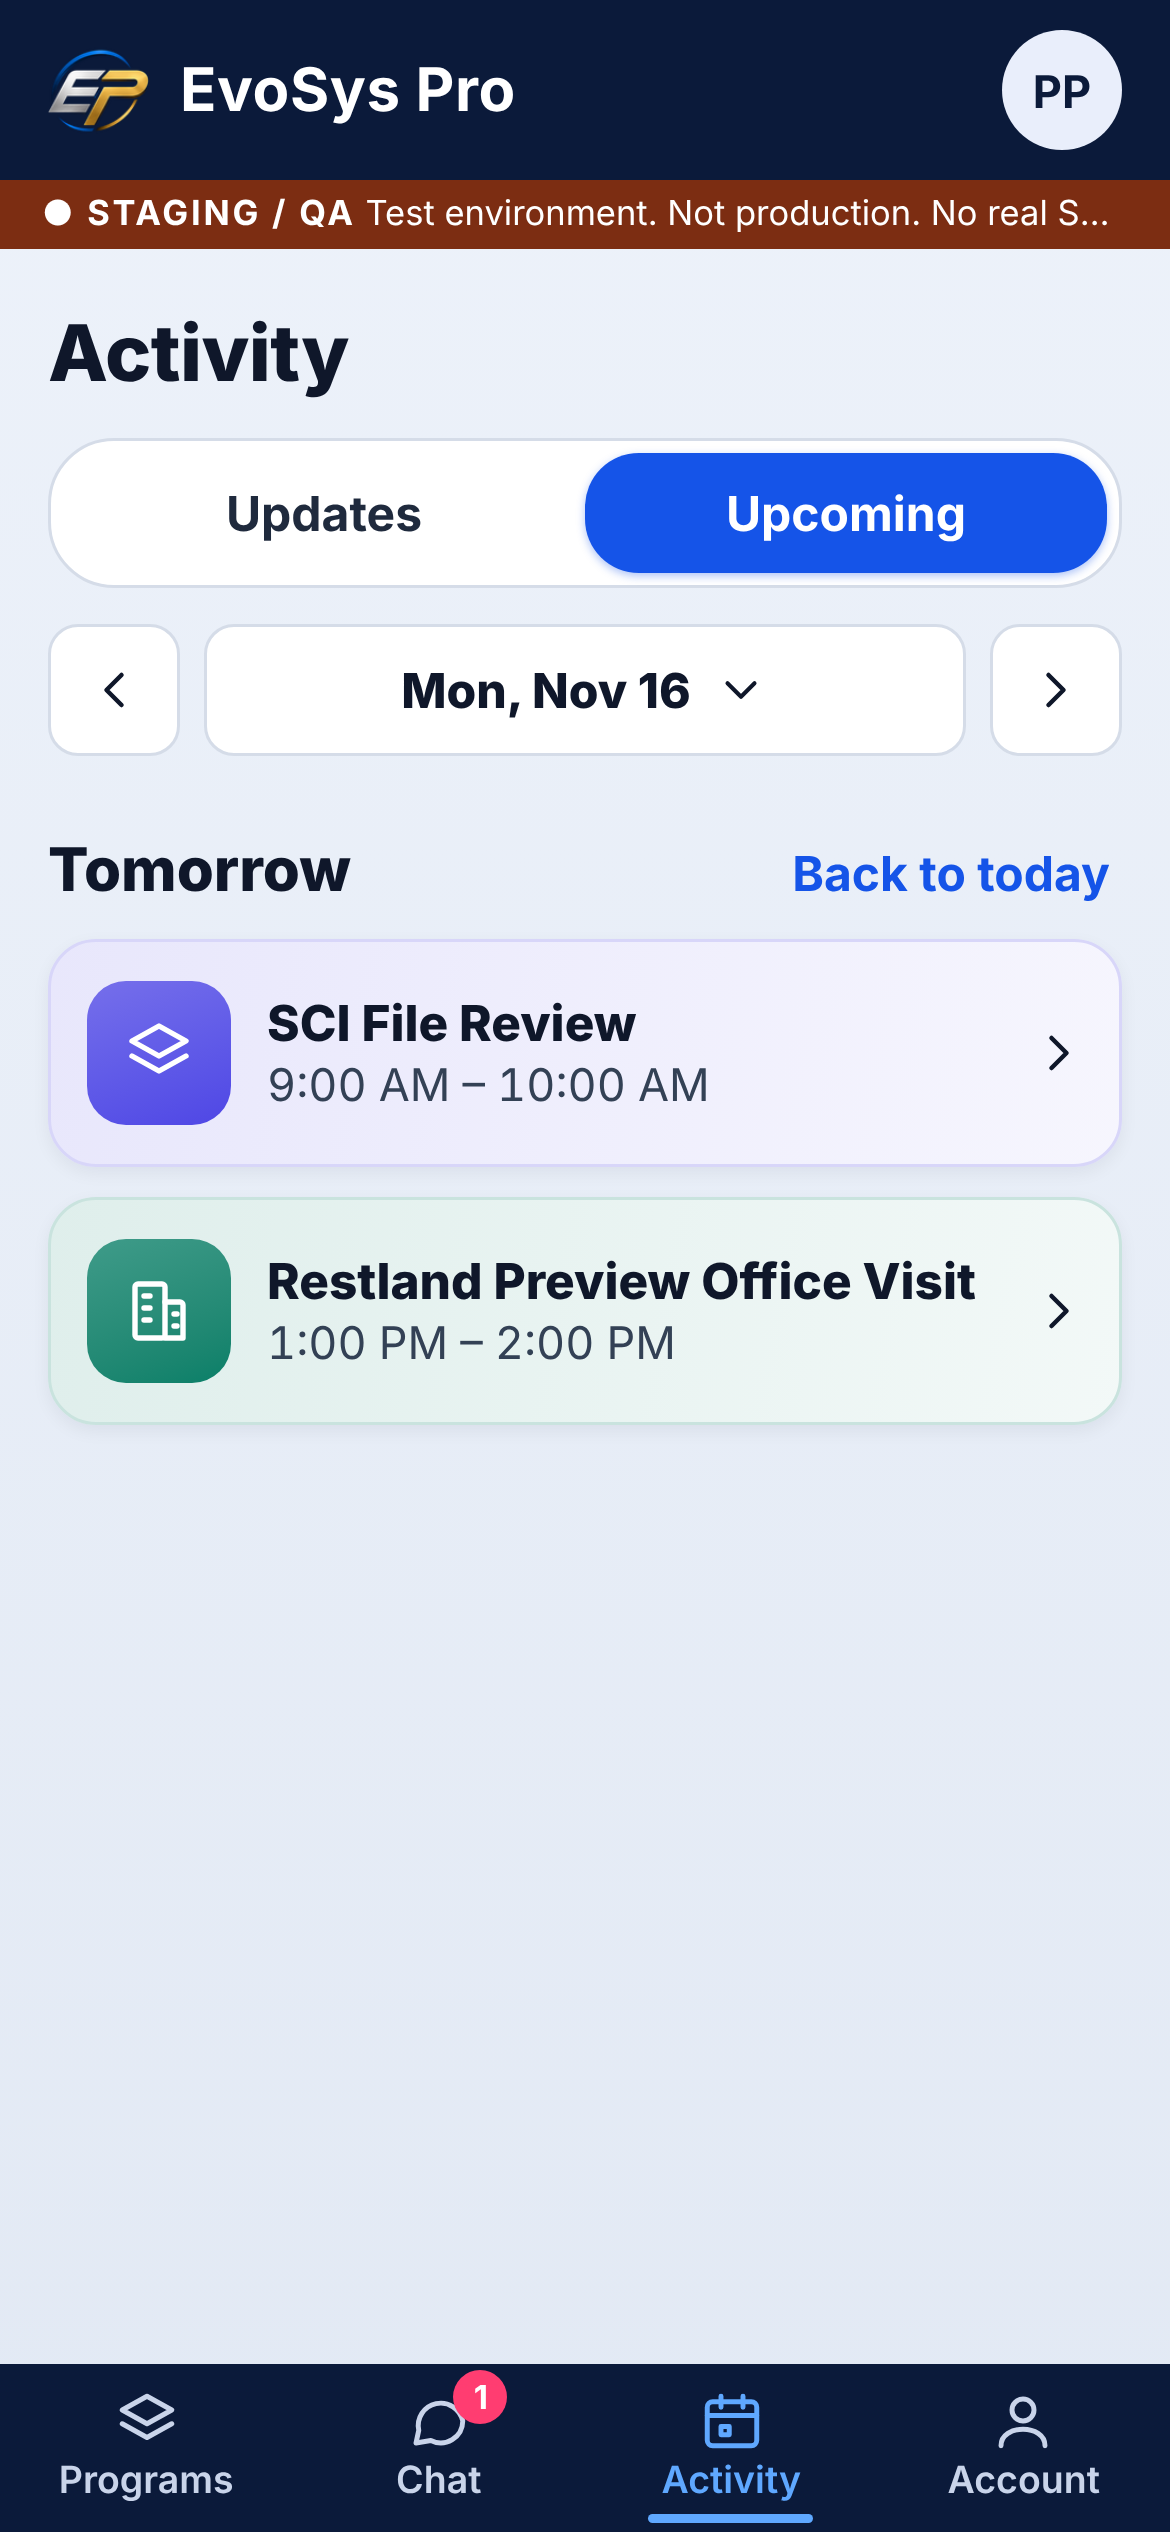 EP EvoSys Pro PP
STAGING / QA Test environment. Not production. No real S...
Activity
Updates Upcoming
Mon, Nov 16
Tomorrow Back to today
SCI File Review
9:00 AM – 10:00 AM
Restland Preview Office Visit
1:00 PM – 2:00 PM
1
Programs Chat Activity Account